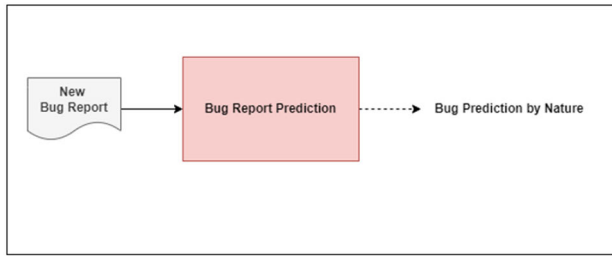 New
Bug Report
Bug Report Prediction
Bug Prediction by Nature